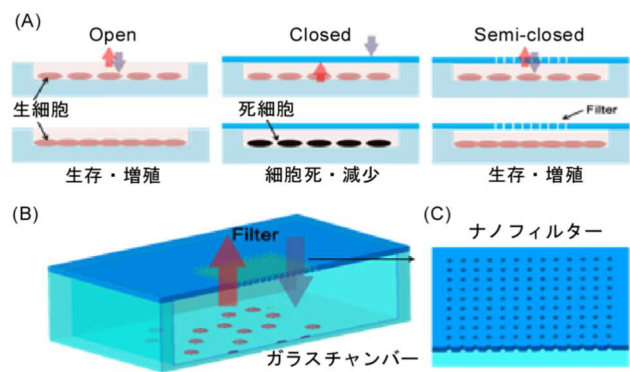 (A)
Open
Closed
Semi-closed
生細胞
死細胞
Filter
生存・増殖
細胞死・減少
生存・増殖
(B)
Filter
ガラスチャンバー
(C)
ナノフィルター